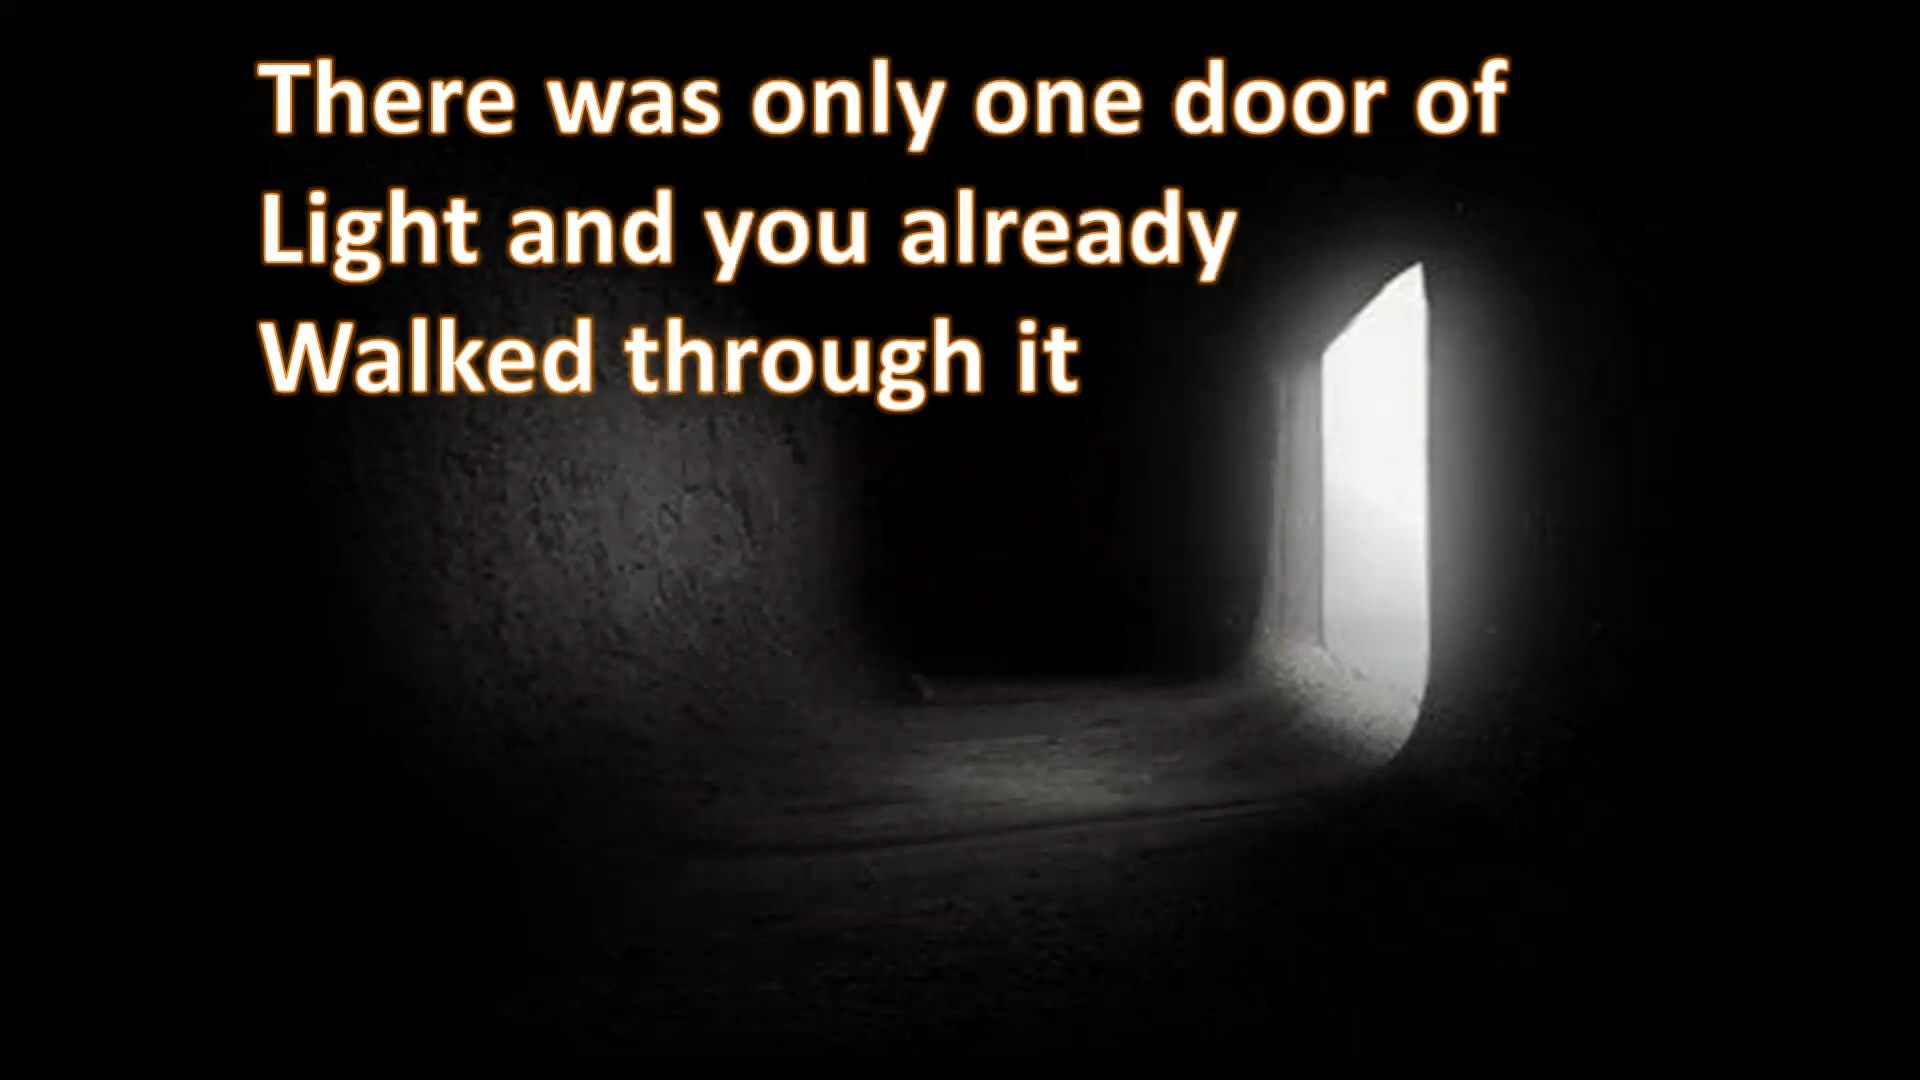 There was only one door of
Light and you already
Walked through it